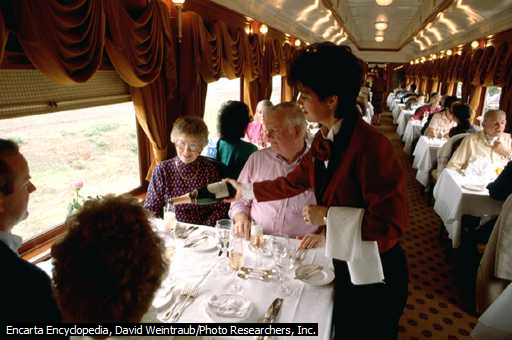 Encarta Encyclopedia, David Weintraub/Photo Researchers, Inc.